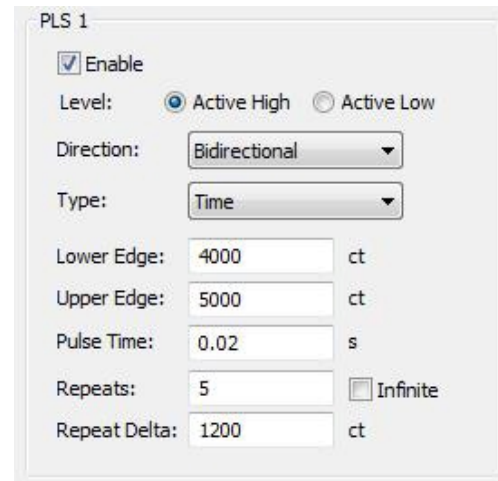 PLS 1
Enable
Level: Active High Active Low
Direction: Bidirectional
Type: Time
Lower Edge: 4000 ct
Upper Edge: 5000 ct
Pulse Time: 0.02 s
Repeats: 5 Infinite
Repeat Delta: 1200 ct